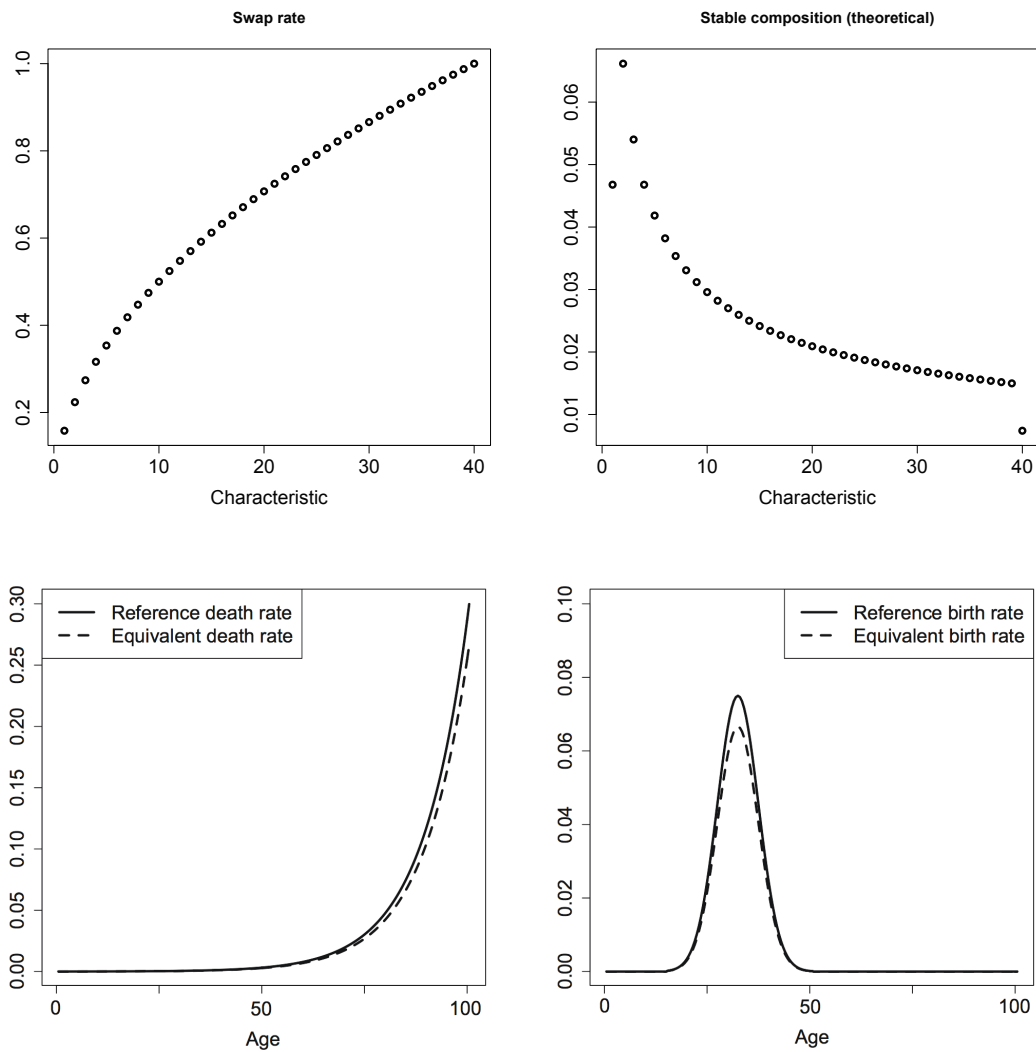 Swap rate
Stable composition (theoretical)
1.0
0.8
0.6
0.4
0.2
0 10 20 30 40
Characteristic
0.06
0.05
0.04
0.03
0.02
0.01
0 10 20 30 40
Characteristic
Reference death rate
Equivalent death rate
0.30
0.25
0.20
0.15
0.10
0.05
0.00
0 50 100
Age
Reference birth rate
Equivalent birth rate
0.10
0.08
0.06
0.04
0.02
0.00
0 50 100
Age